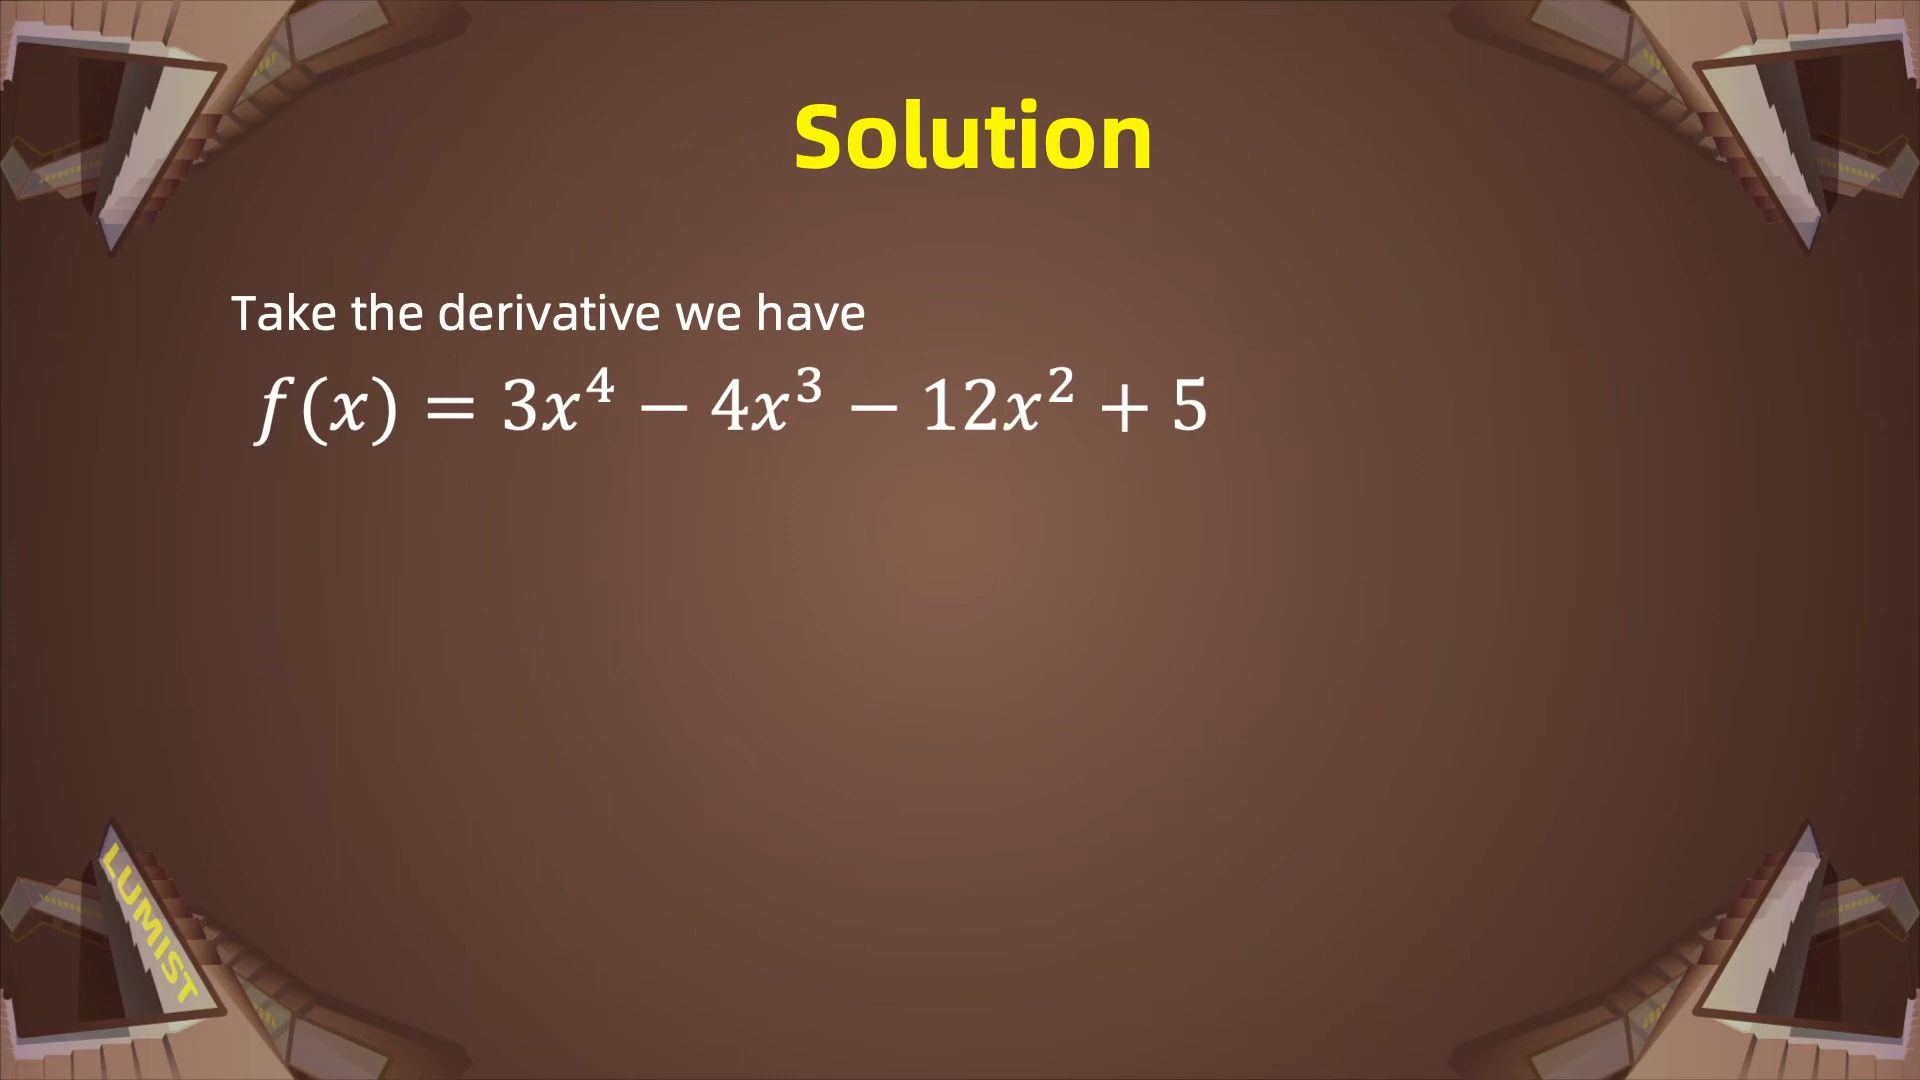 Solution
Take the derivative we have
f(x) = 3x⁴ − 4x³ − 12x² + 5
LUMIST